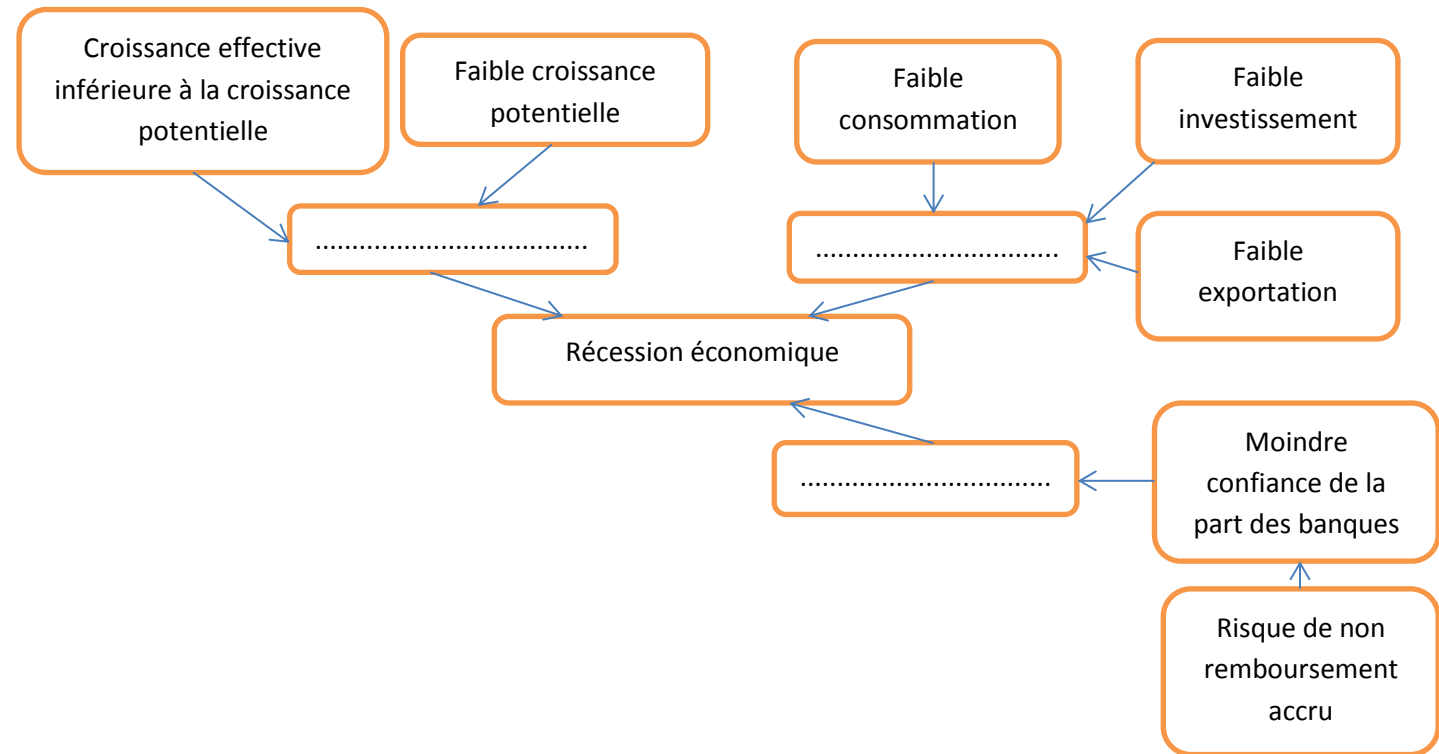 Croissance effective
inférieure à la croissance
potentielle
Faible croissance
potentielle
Faible
consommation
Faible
investissement
.....................................
.................................
Faible
exportation
Récession économique
..................................
Moindre
confiance de la
part des banques
Risque de non
remboursement
accru